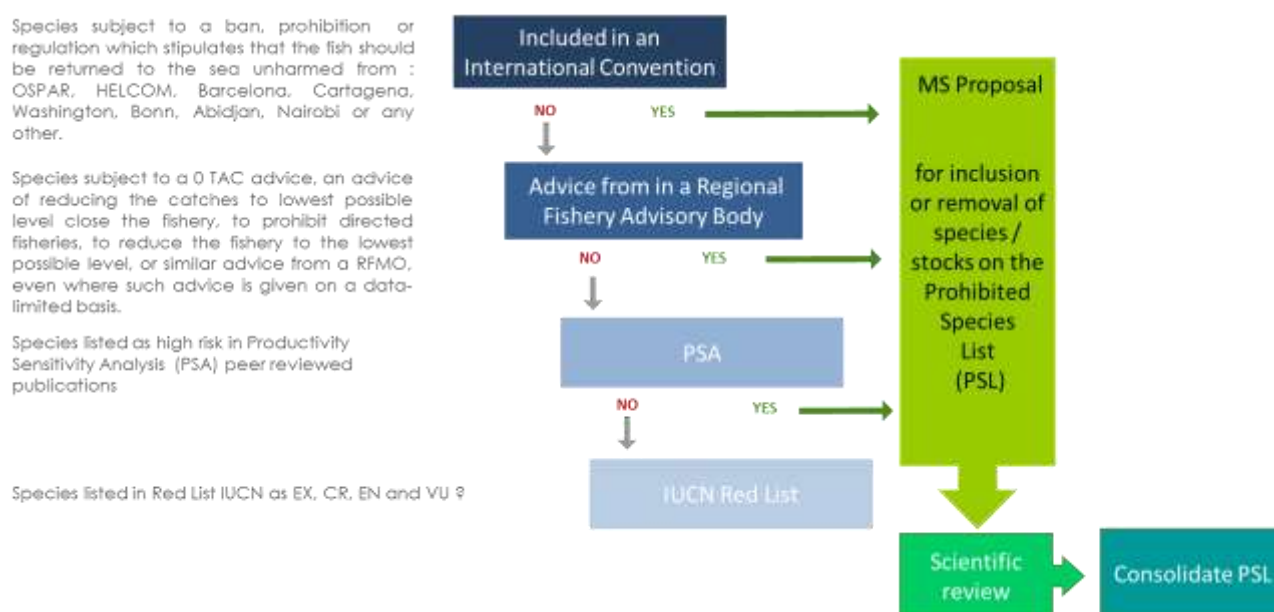 Species subject to a ban, prohibition or
regulation which stipulates that the fish should
be returned to the sea unharmed from :
OSPAR, HELCOM, Barcelona, Cartagena,
Washington, Bonn, Abidjan, Nairobi or any
other.
Included in an
International Convention
NO YES
Species subject to a 0 TAC advice, an advice
of reducing the catches to lowest possible
level close the fishery, to prohibit directed
fisheries, to reduce the fishery to the lowest
possible level, or similar advice from a RFMO,
even where such advice is given on a data-
limited basis.
Advice from in a Regional
Fishery Advisory Body
NO YES
Species listed as high risk in Productivity
Sensitivity Analysis (PSA) peer reviewed
publications
PSA
NO YES
Species listed in Red List IUCN as EX, CR, EN and VU ?
IUCN Red List
MS Proposal
for inclusion
or removal of
species /
stocks on the
Prohibited
Species
List
(PSL)
Scientific
review
Consolidate PSL